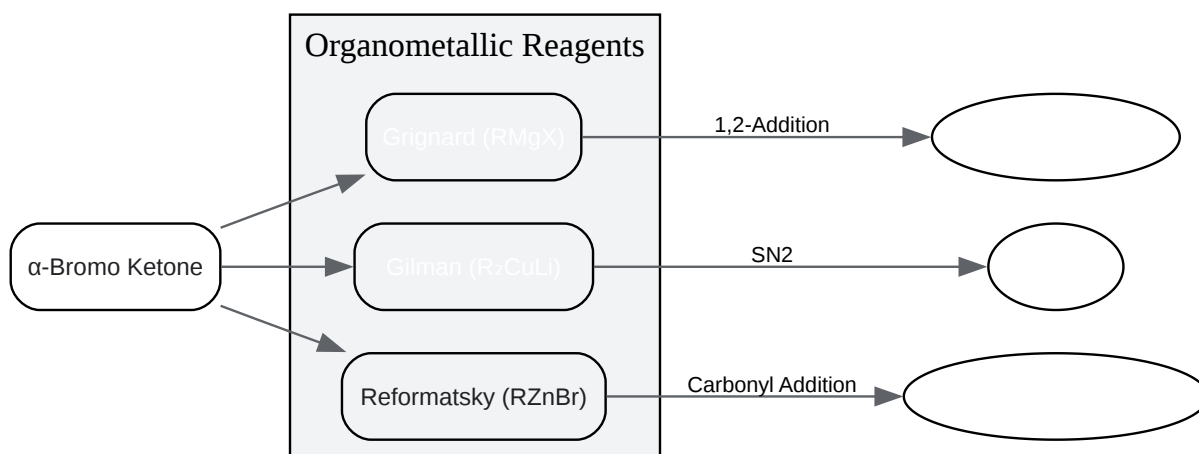 Organometallic Reagents
Grignard (RMgX)
1,2-Addition
α-Bromo Ketone
Gilman (R₂CuLi)
SN2
Reformatsky (RZnBr)
Carbonyl Addition